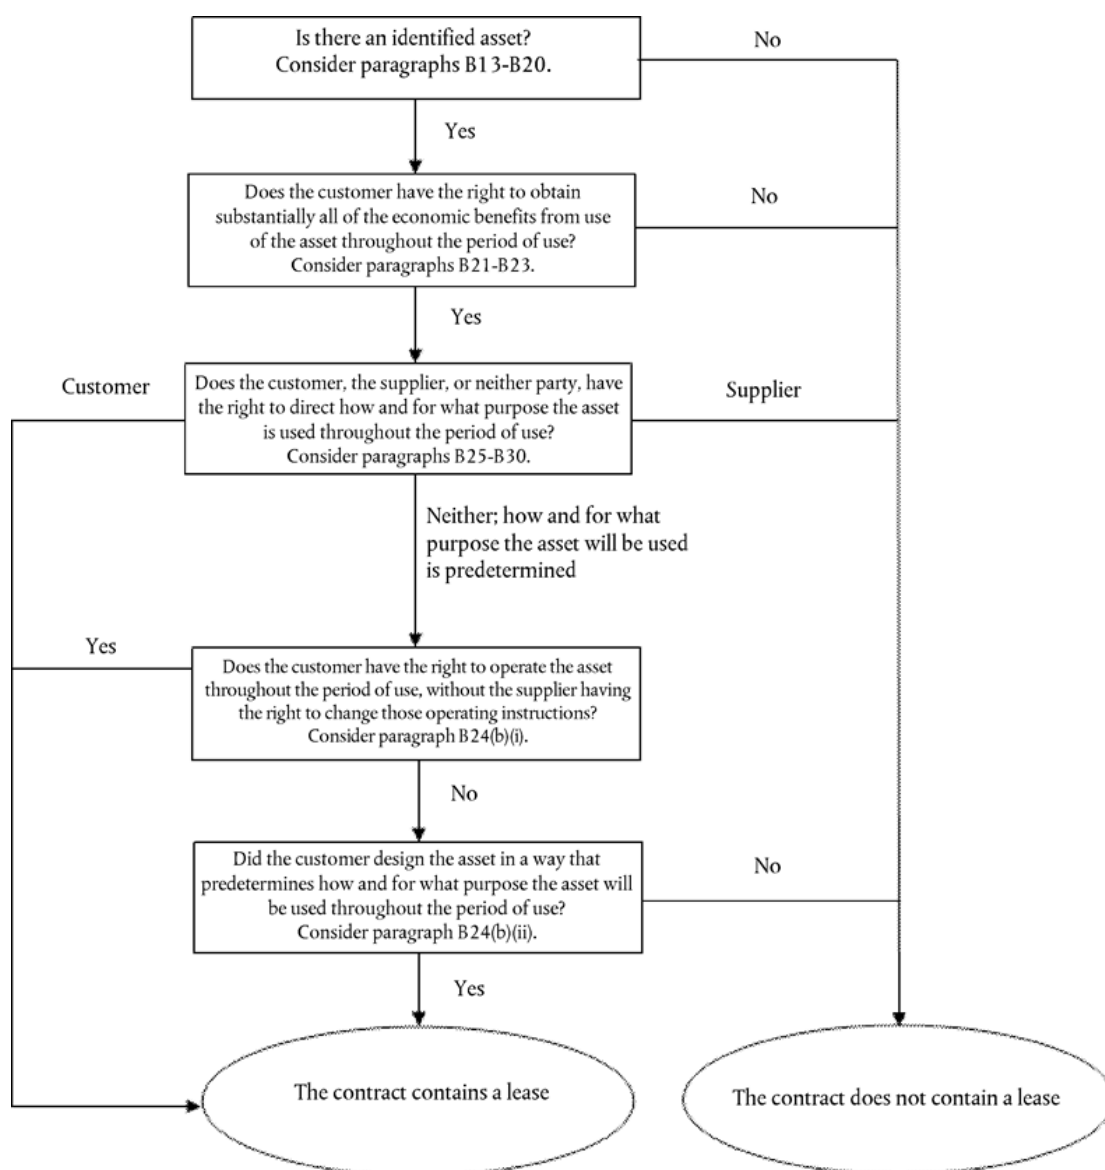 Is there an identified asset?
Consider paragraphs B13-B20.
No
Yes
Does the customer have the right to obtain
substantially all of the economic benefits from use
of the asset throughout the period of use?
Consider paragraphs B21-B23.
No
Yes
Customer
Does the customer, the supplier, or neither party, have
the right to direct how and for what purpose the asset
is used throughout the period of use?
Consider paragraphs B25-B30.
Supplier
Neither; how and for what
purpose the asset will be used
is predetermined
Yes
Does the customer have the right to operate the asset
throughout the period of use, without the supplier having
the right to change those operating instructions?
Consider paragraph B24(b)(i).
No
Did the customer design the asset in a way that
predetermines how and for what purpose the asset will
be used throughout the period of use?
Consider paragraph B24(b)(ii).
No
Yes
The contract contains a lease
The contract does not contain a lease